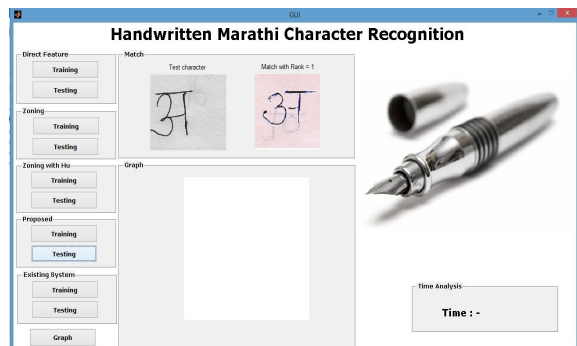 GUI
Handwritten Marathi Character Recognition
Direct Feature
Training
Testing
Zoning
Training
Testing
Zoning with Hu
Training
Testing
Proposed
Training
Testing
Existing System
Training
Testing
Graph
Match
Test character
Match with Rank = 1
अ
अ
Graph
Time Analysis
Time : -